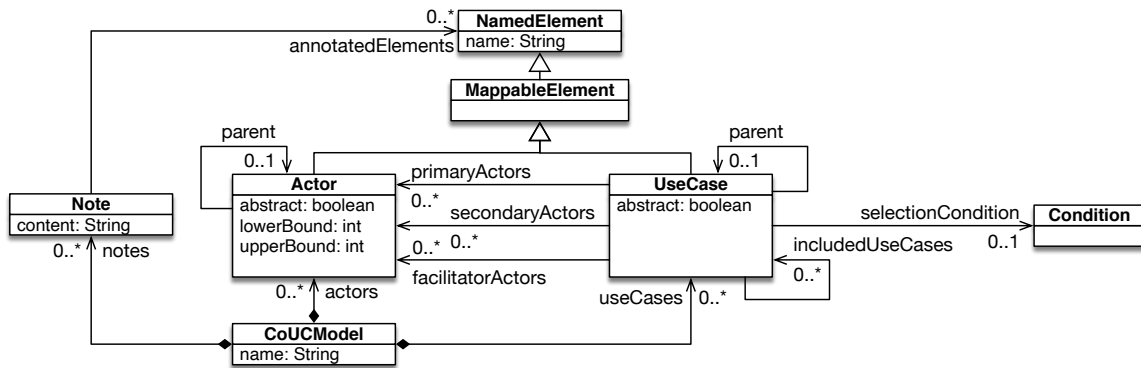 0..*
NamedElement
annotatedElements
name: String
MappableElement
parent
parent
0..1
0..1
primaryActors
Actor
UseCase
0..*
abstract: boolean
abstract: boolean
Note
secondaryActors
selectionCondition
Condition
content: String
lowerBound: int
0..*
0..1
0..*
notes
upperBound: int
0..*
includedUseCases
facilitatorActors
0..*
0..*
actors
useCases
0..*
CoUCModel
name: String